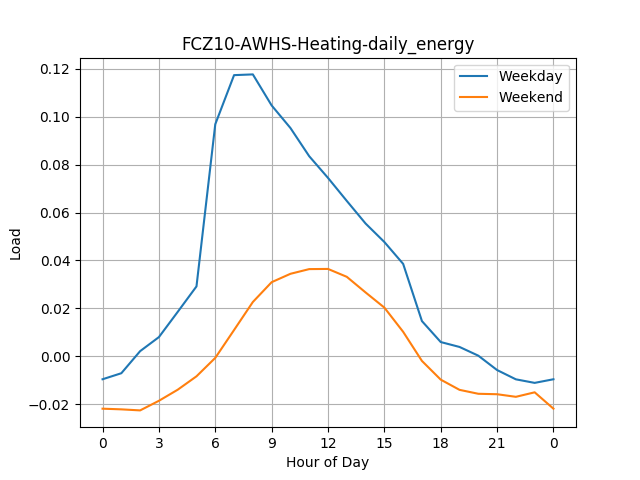 FCZ10-AWHS-Heating-daily_energy
Weekday
Weekend
Load
0.12
0.10
0.08
0.06
0.04
0.02
0.00
−0.02
0 3 6 9 12 15 18 21 0
Hour of Day